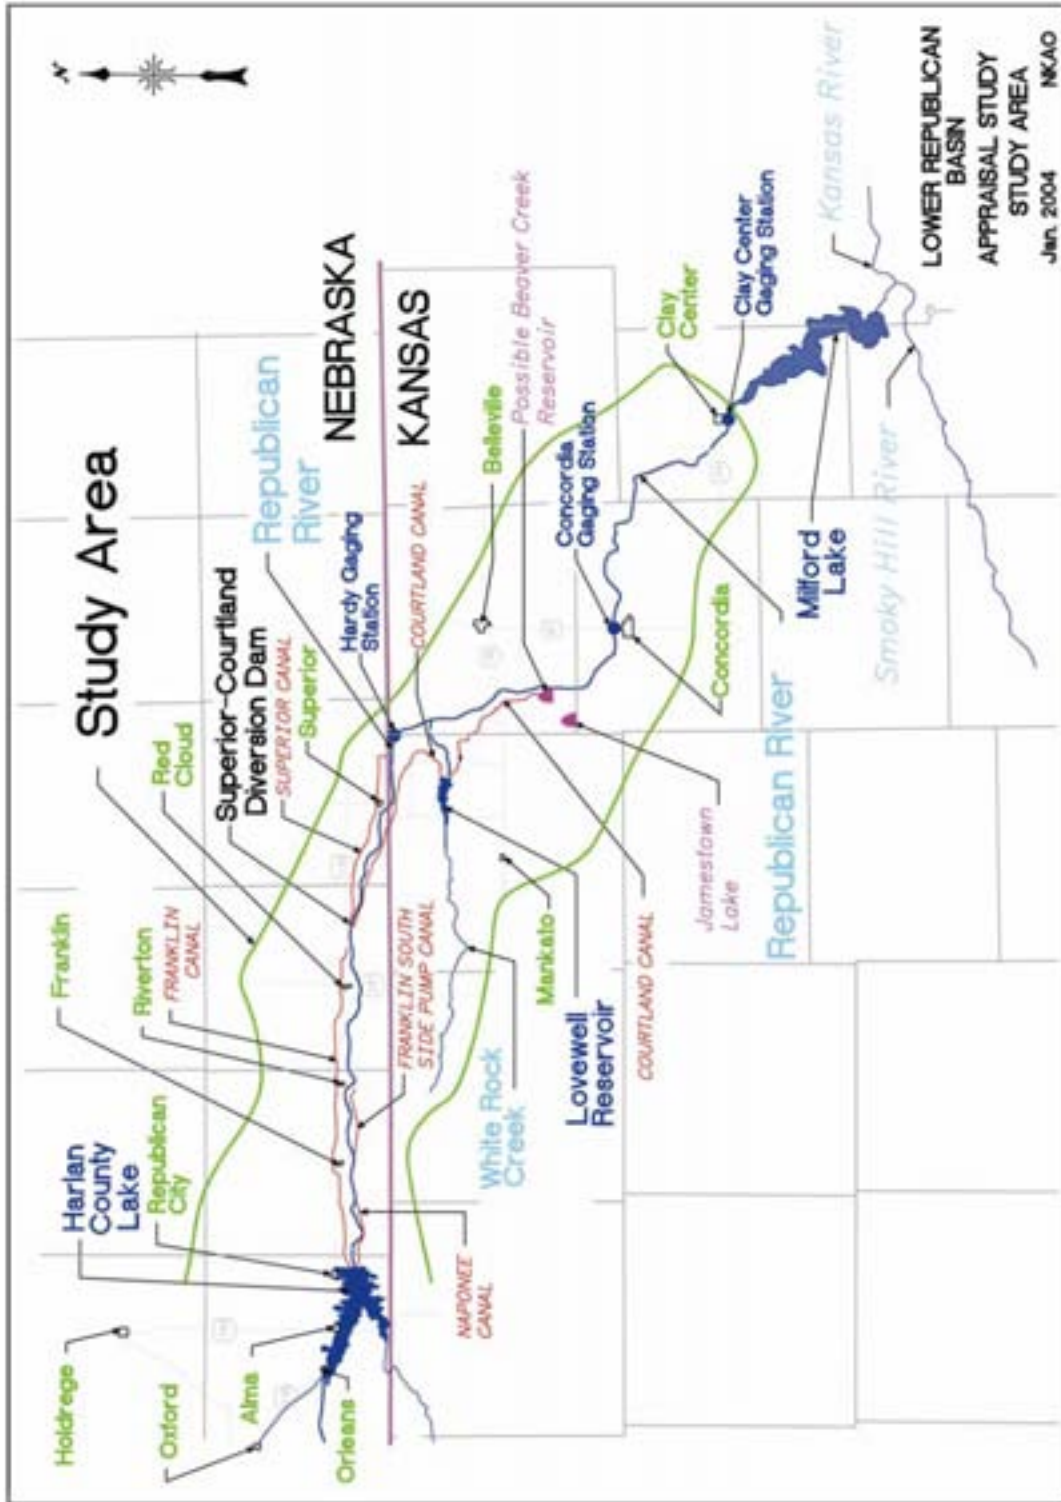 Study Area
NEBRASKA
KANSAS
Republican
River
Holdrege
Oxford
Alma
Orleans
Harlan
County
Lake
Republican
City
Franklin
Riverton
FRANKLIN
CANAL
Red
Cloud
Superior-Courtland
Diversion Dam
SUPERIOR CANAL
Superior
Hardy Gaging
Station
COURTLAND CANAL
NAPONEE
CANAL
FRANKLIN SOUTH
SIDE PUMP CANAL
White Rock
Creek
Mankato
Lovewell
Reservoir
COURTLAND CANAL
Jamestown
Lake
Belleville
Possible Beaver Creek
Reservoir
Concordia
Gaging Station
Concordia
Clay
Center
Clay Center
Gaging Station
Republican River
Milford
Lake
Smoky Hill River
Kansas River
N
LOWER REPUBLICAN
BASIN
APPRAISAL STUDY
STUDY AREA
Jan. 2004 NKAO